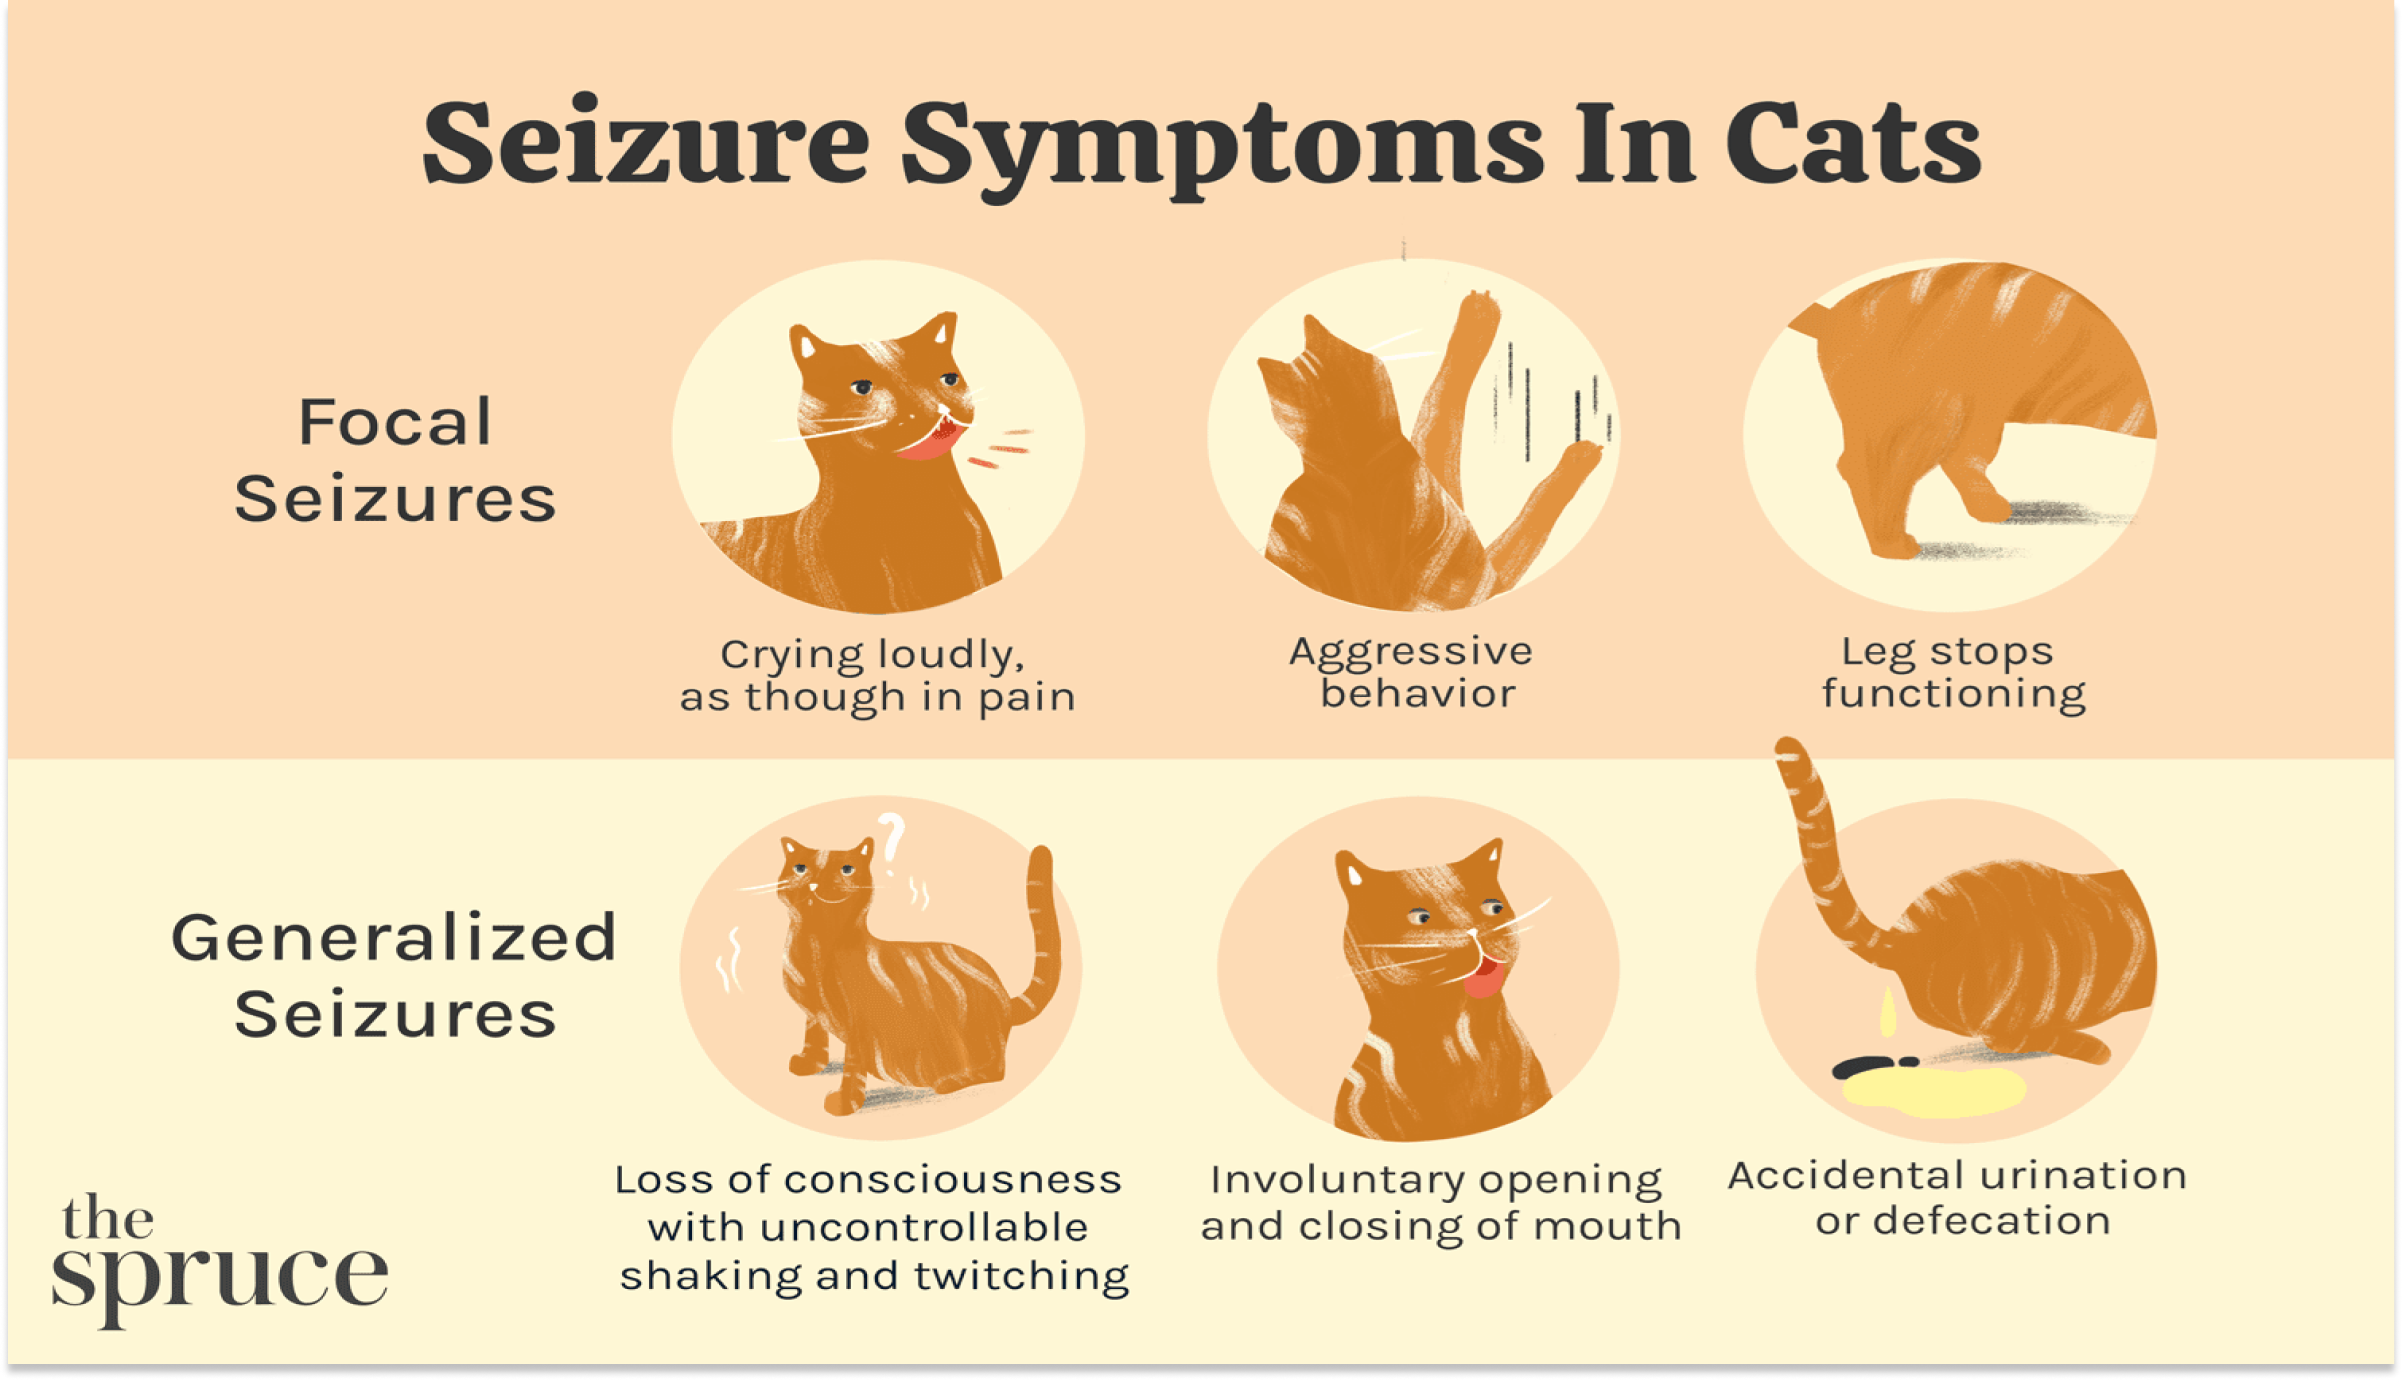 Seizure Symptoms In Cats
Focal
Seizures
Crying loudly,
as though in pain
Aggressive
behavior
Leg stops
functioning
Generalized
Seizures
?
Loss of consciousness
with uncontrollable
shaking and twitching
Involuntary opening
and closing of mouth
Accidental urination
or defecation
the
spruce